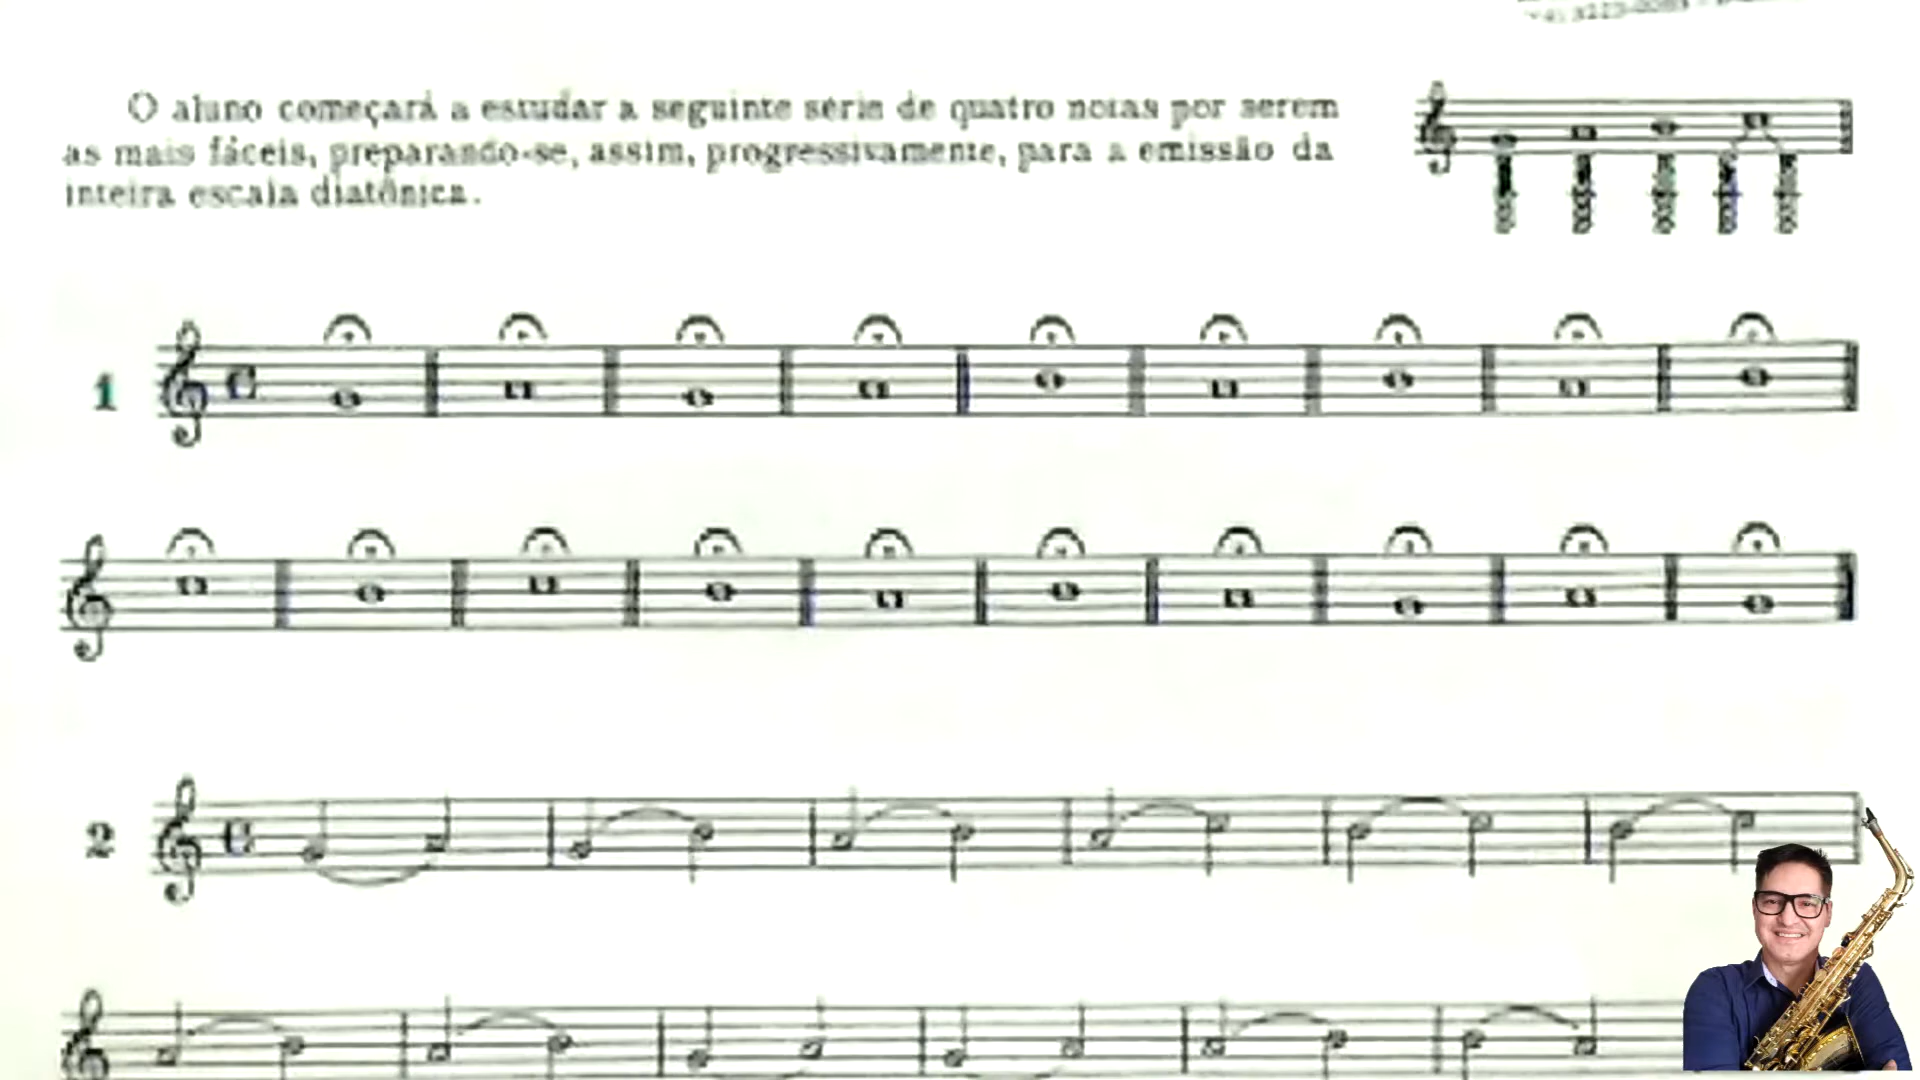 O aluno começará a estudar a seguinte série de quatro notas por serem
as mais fáceis, preparando-se, assim, progressivamente, para a emissão da
inteira escala diatônica.
1
2